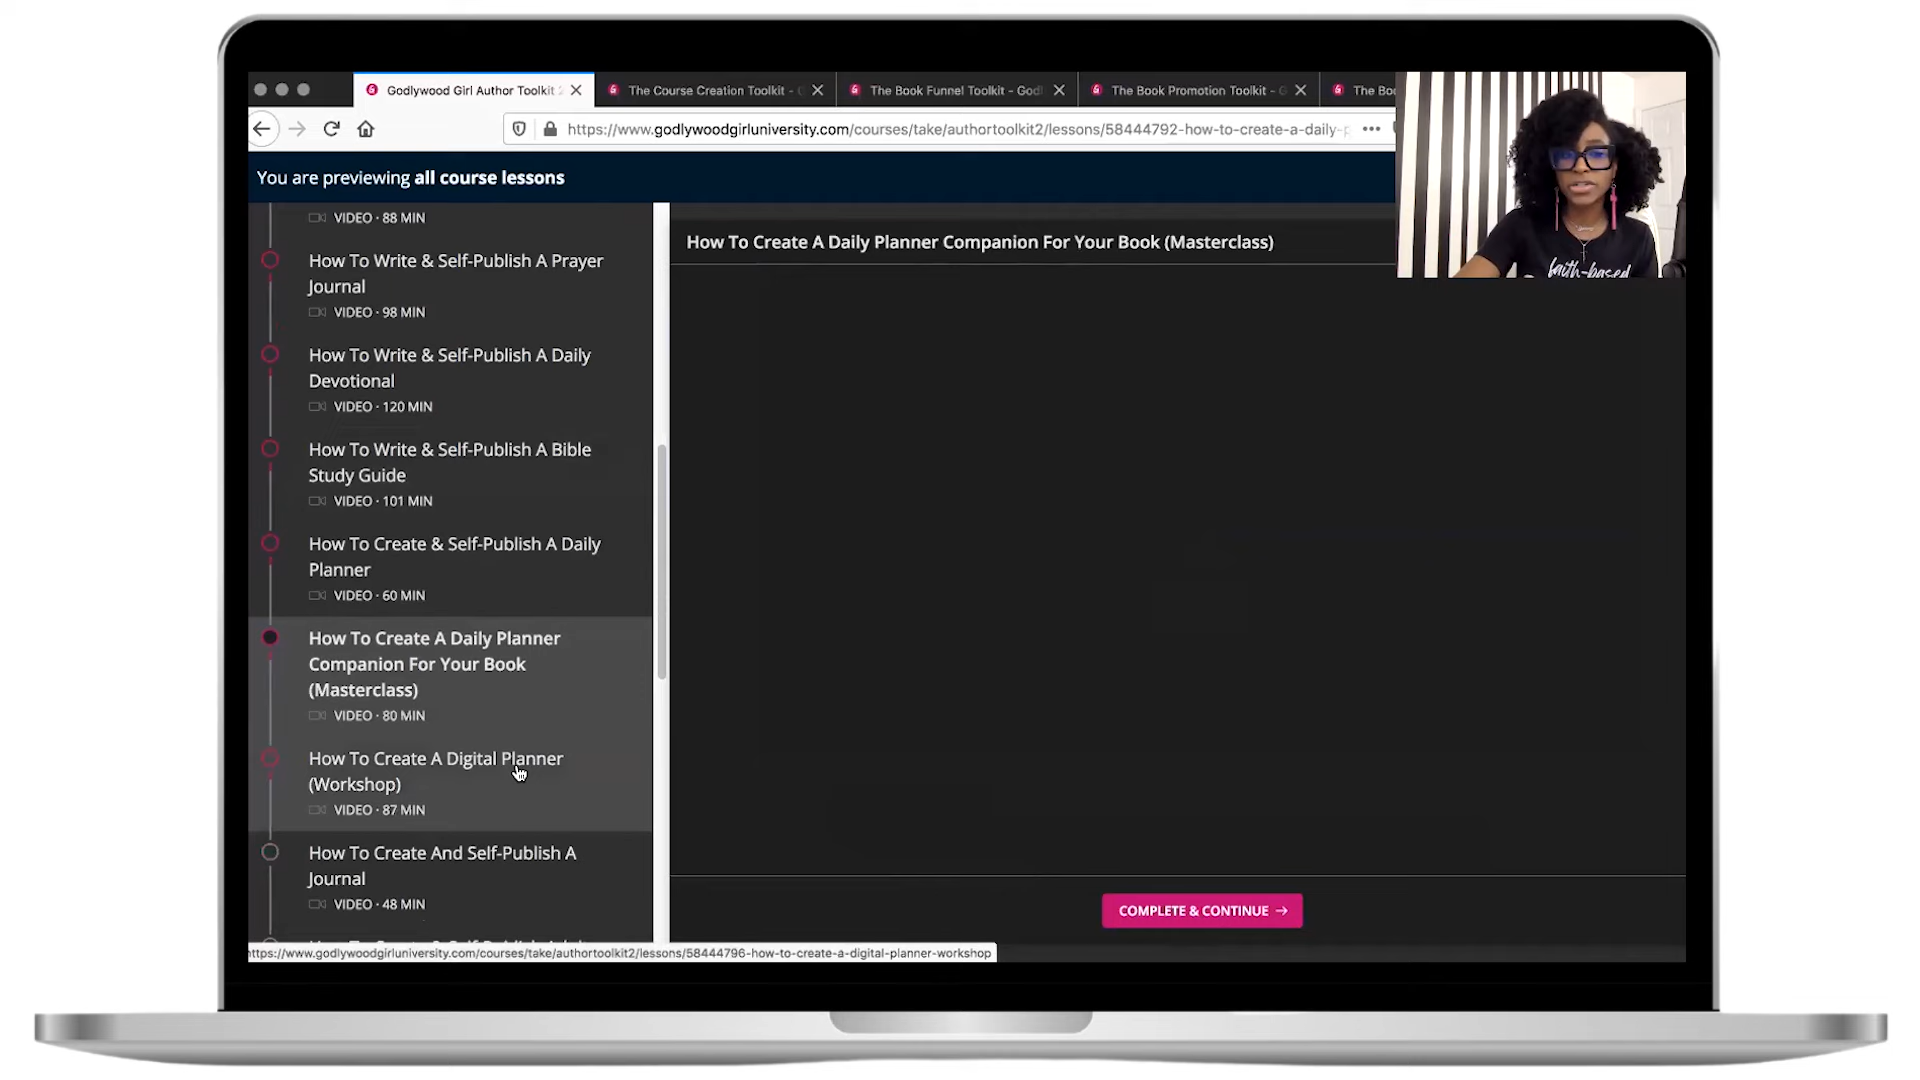 Godlywood Girl Author Toolkit 2
The Course Creation Toolkit - G
The Book Funnel Toolkit - God
The Book Promotion Toolkit - G
The Bo
https://www.godlywoodgirluniversity.com/courses/take/authortoolkit2/lessons/58444792-how-to-create-a-daily-p
You are previewing all course lessons
VIDEO · 88 MIN
How To Write & Self-Publish A Prayer
Journal
VIDEO · 98 MIN
How To Write & Self-Publish A Daily
Devotional
VIDEO · 120 MIN
How To Write & Self-Publish A Bible
Study Guide
VIDEO · 101 MIN
How To Create & Self-Publish A Daily
Planner
VIDEO · 60 MIN
How To Create A Daily Planner
Companion For Your Book
(Masterclass)
VIDEO · 80 MIN
How To Create A Digital Planner
(Workshop)
VIDEO · 87 MIN
How To Create And Self-Publish A
Journal
VIDEO · 48 MIN
https://www.godlywoodgirluniversity.com/courses/take/authortoolkit2/lessons/58444796-how-to-create-a-digital-planner-workshop
How To Create A Daily Planner Companion For Your Book (Masterclass)
faith-based
COMPLETE & CONTINUE →